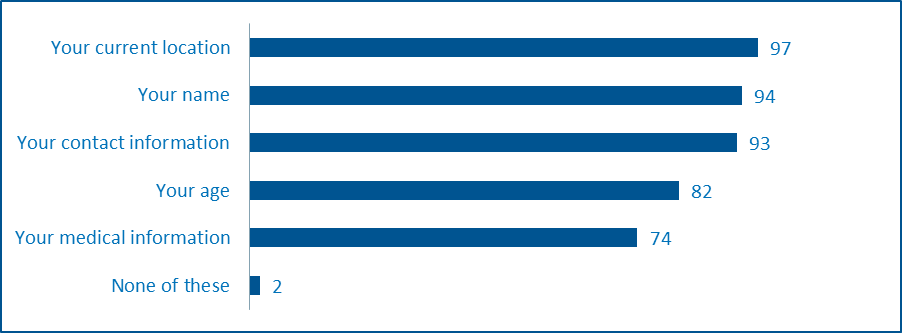 Your current location 97
Your name 94
Your contact information 93
Your age 82
Your medical information 74
None of these 2